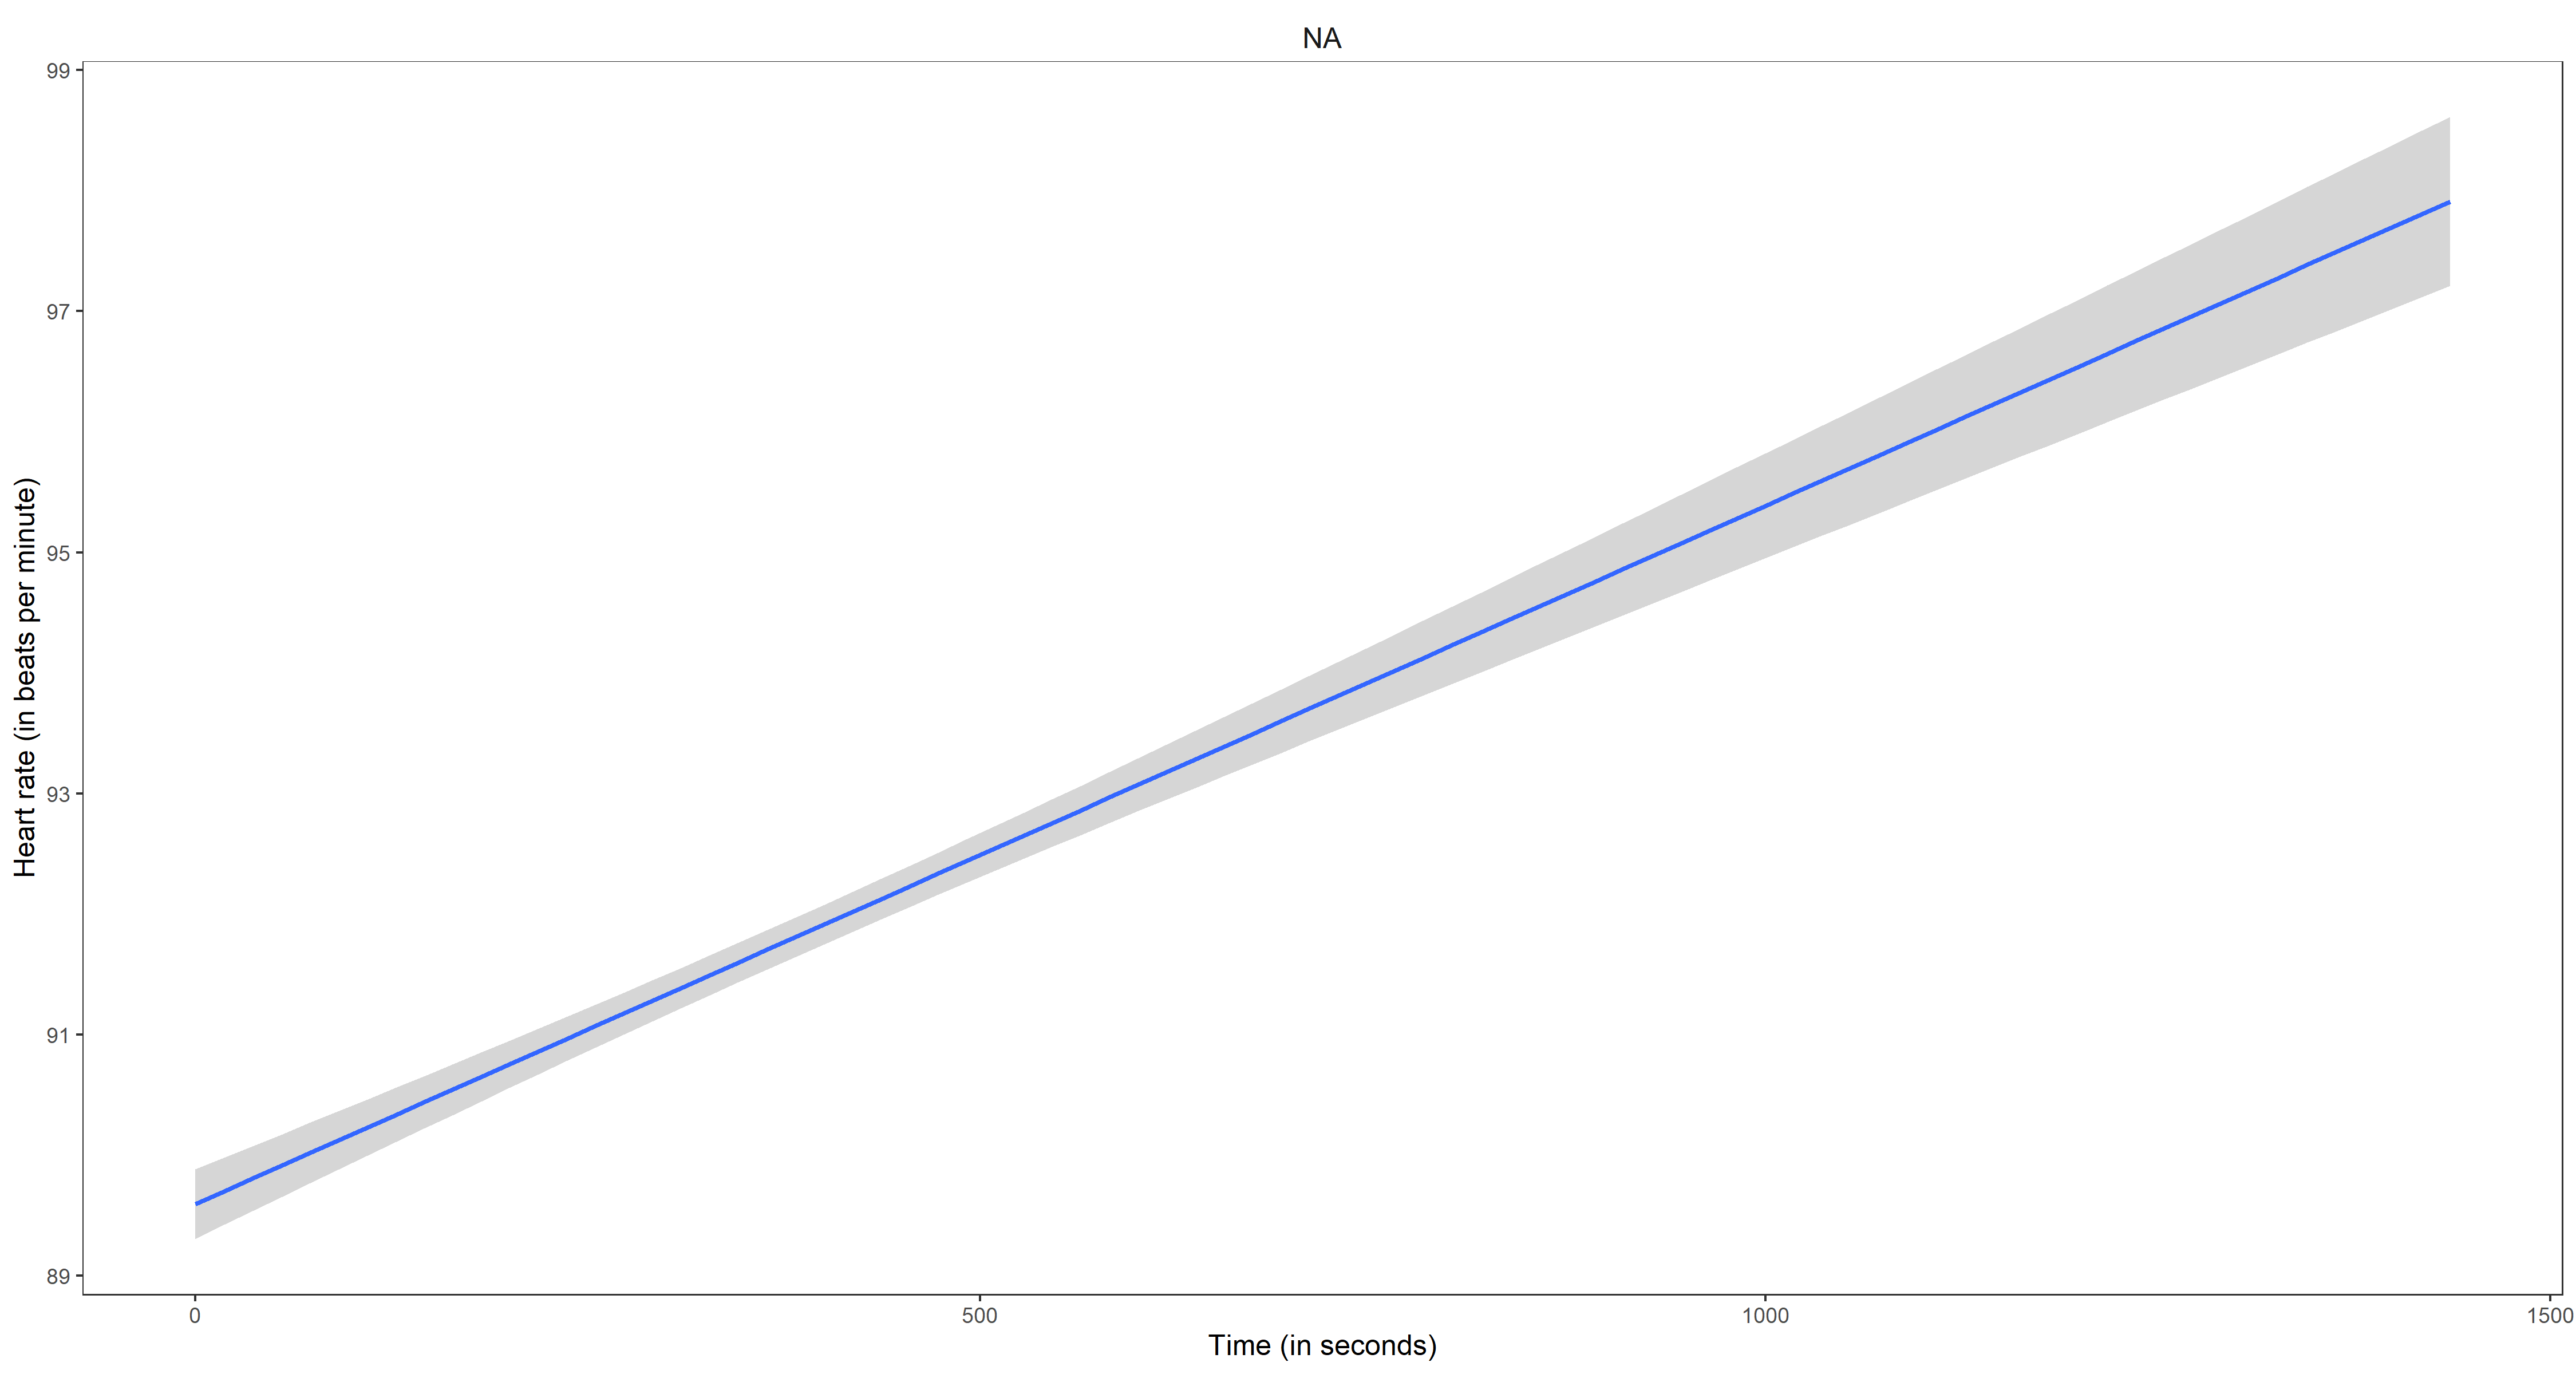 NA
99
97
95
93
91
89
Heart rate (in beats per minute)
0 500 1000 1500
Time (in seconds)